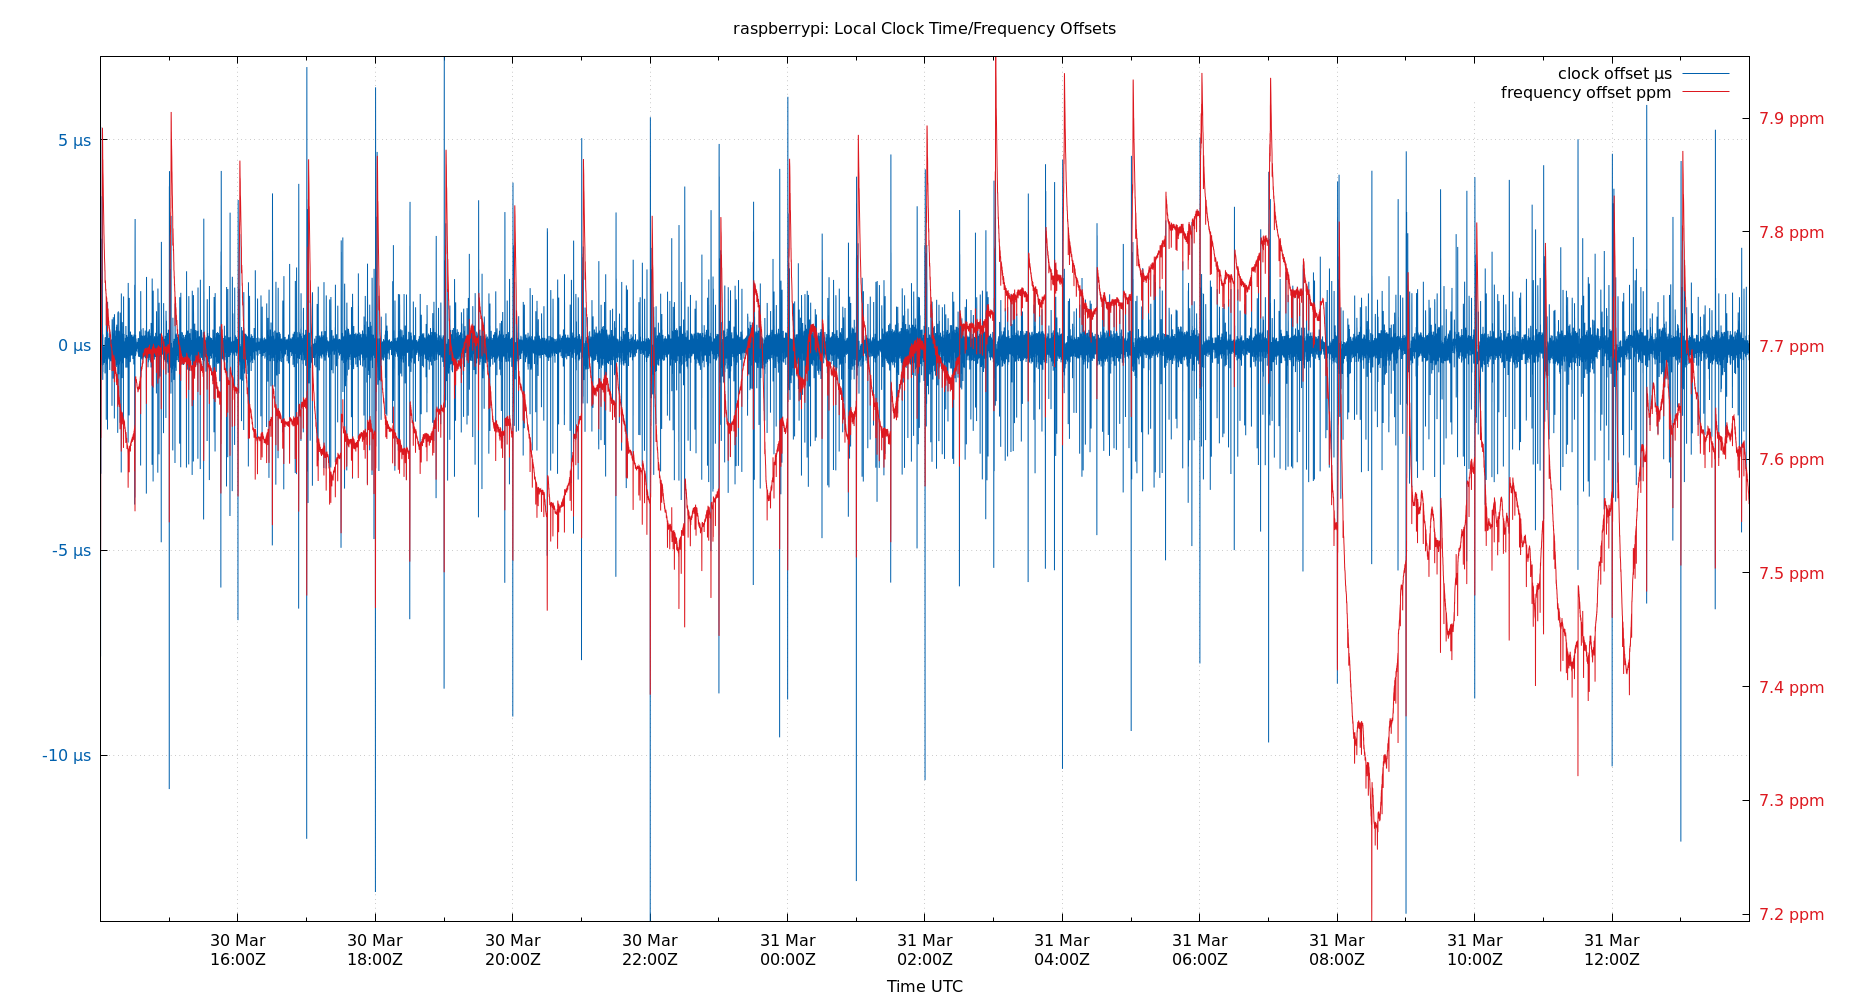 raspberrypi: Local Clock Time/Frequency Offsets
clock offset µs
frequency offset ppm
5 µs
0 µs
-5 µs
-10 µs
7.9 ppm
7.8 ppm
7.7 ppm
7.6 ppm
7.5 ppm
7.4 ppm
7.3 ppm
7.2 ppm
30 Mar 30 Mar 30 Mar 30 Mar 31 Mar 31 Mar 31 Mar 31 Mar 31 Mar 31 Mar 31 Mar
16:00Z 18:00Z 20:00Z 22:00Z 00:00Z 02:00Z 04:00Z 06:00Z 08:00Z 10:00Z 12:00Z
Time UTC